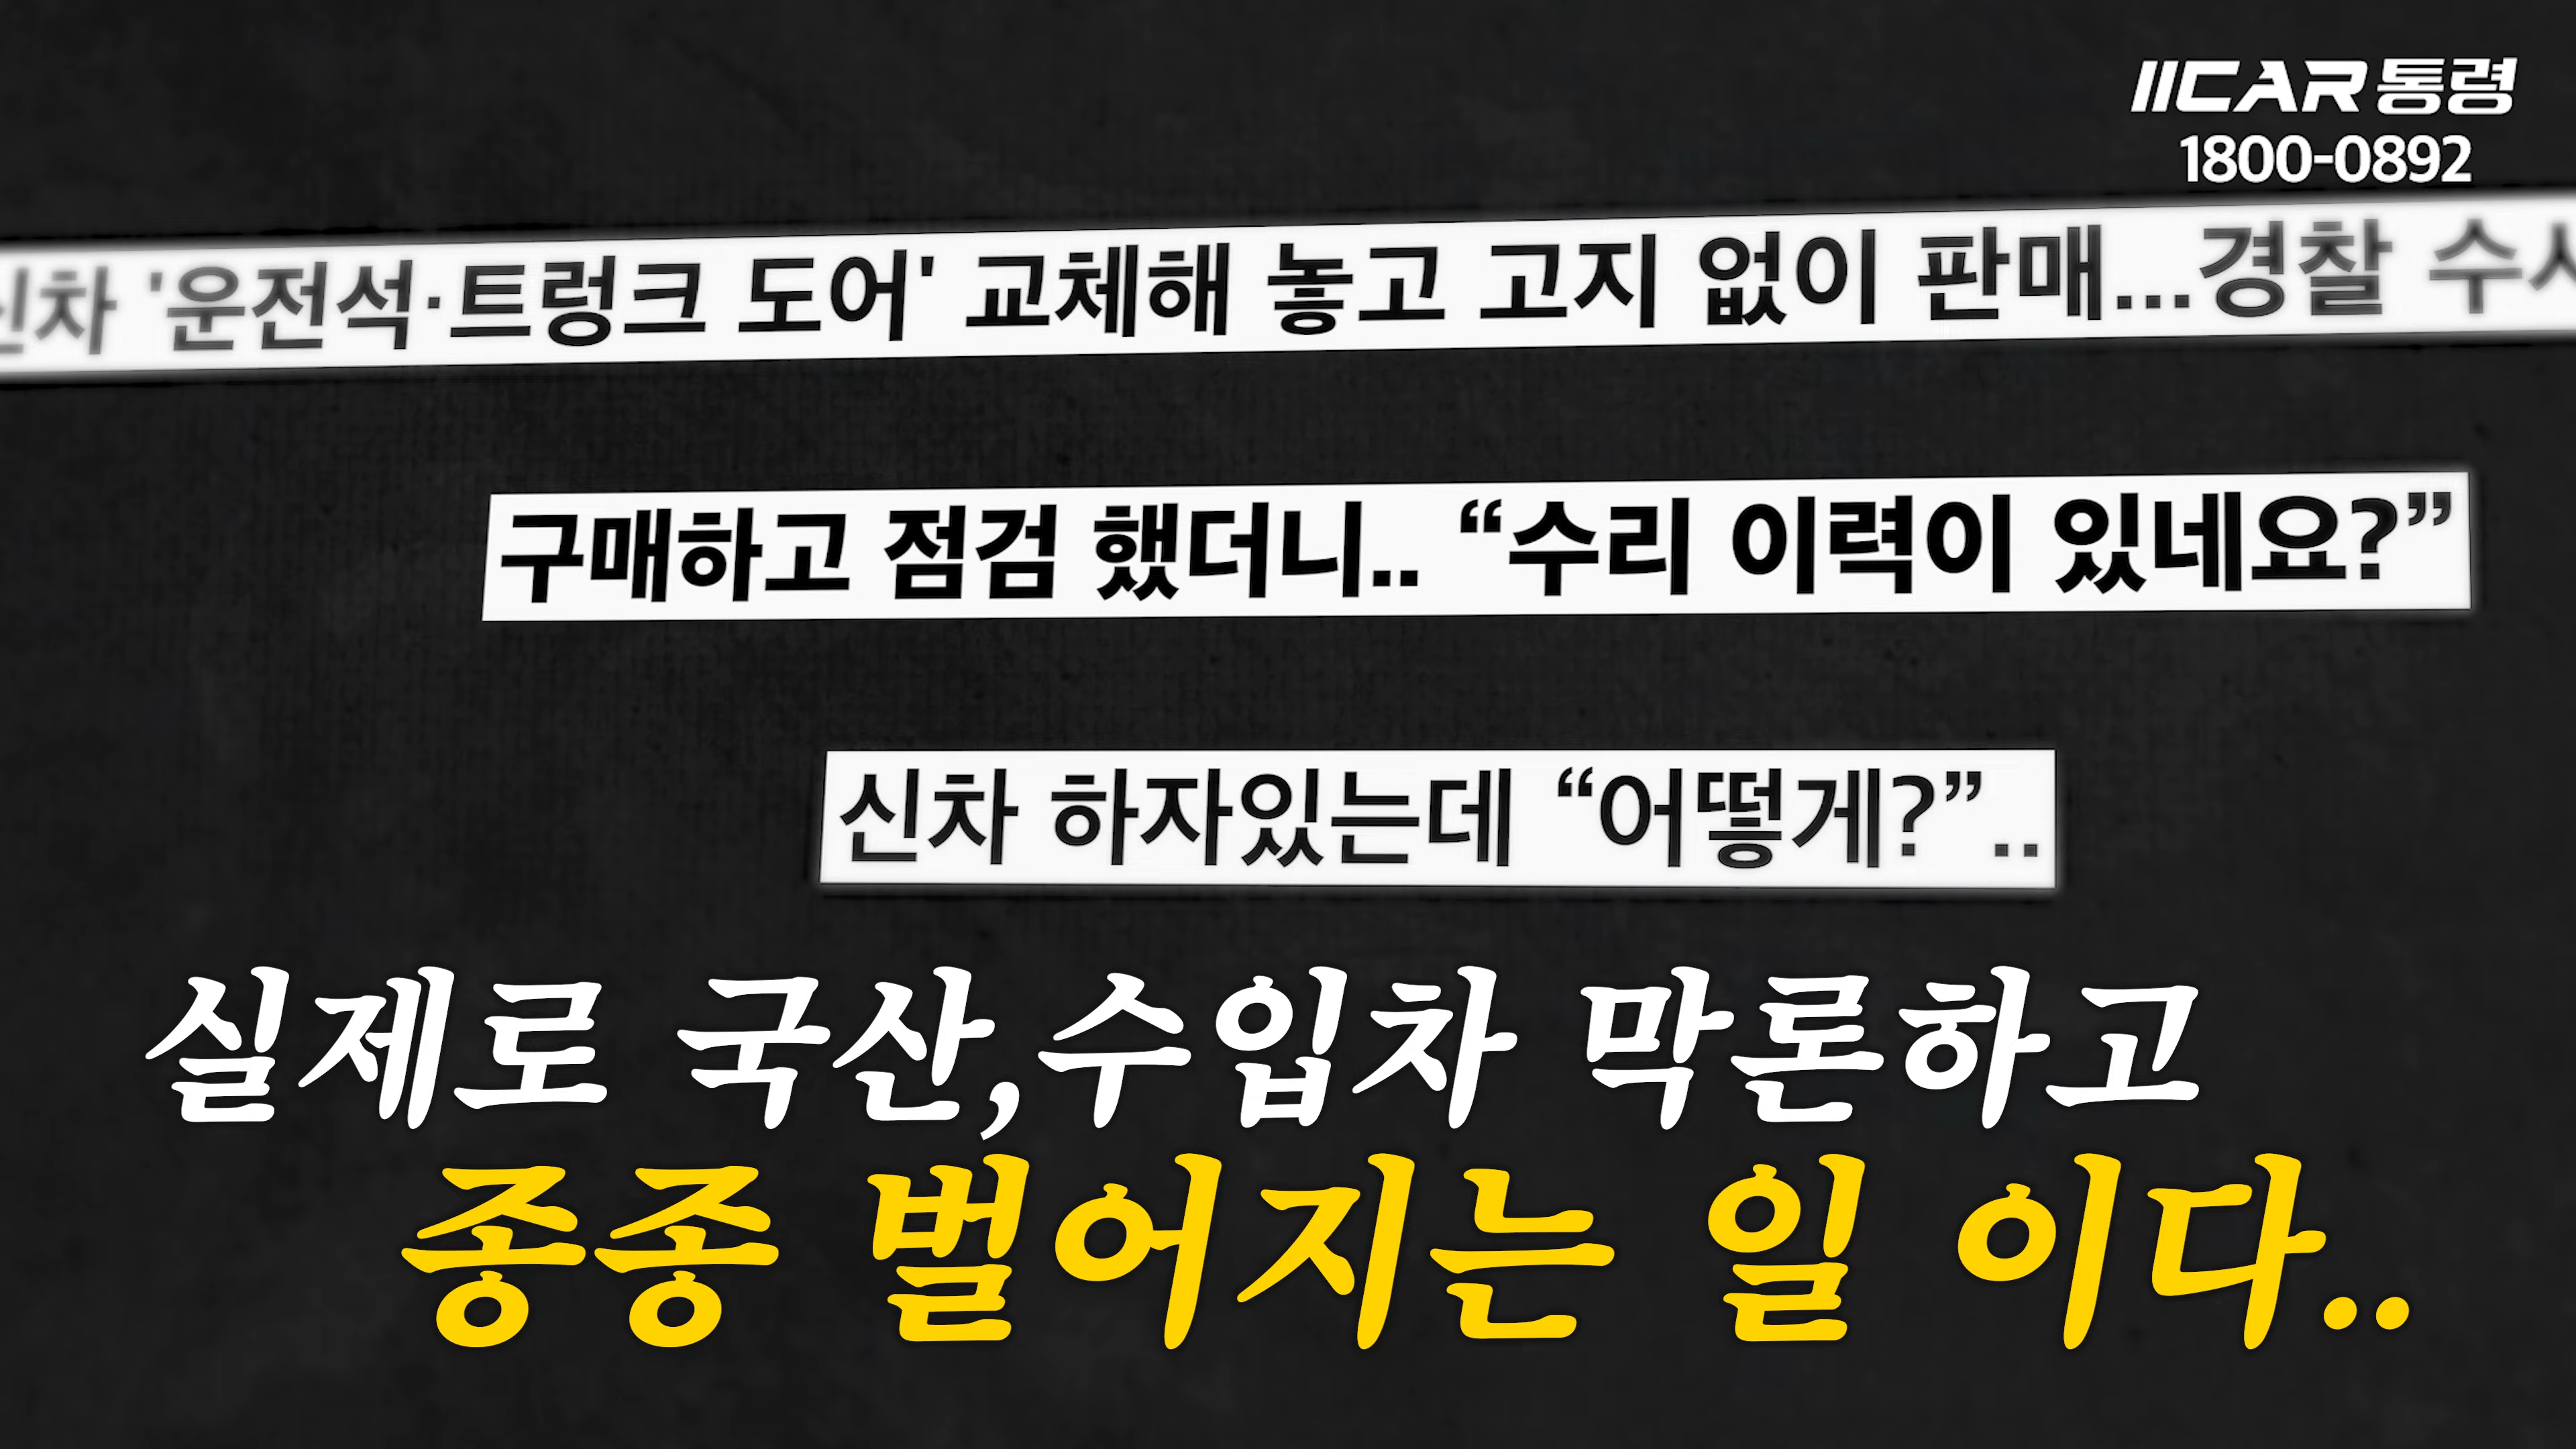 IICAR통령
1800-0892
신차 '운전석·트렁크 도어' 교체해 놓고 고지 없이 판매...경찰
구매하고 점검 했더니.. “수리 이력이 있네요?”
신차 하자있는데 “어떻게?” ..
실제로 국산,수입차 막론하고
종종 벌어지는 일 이다..